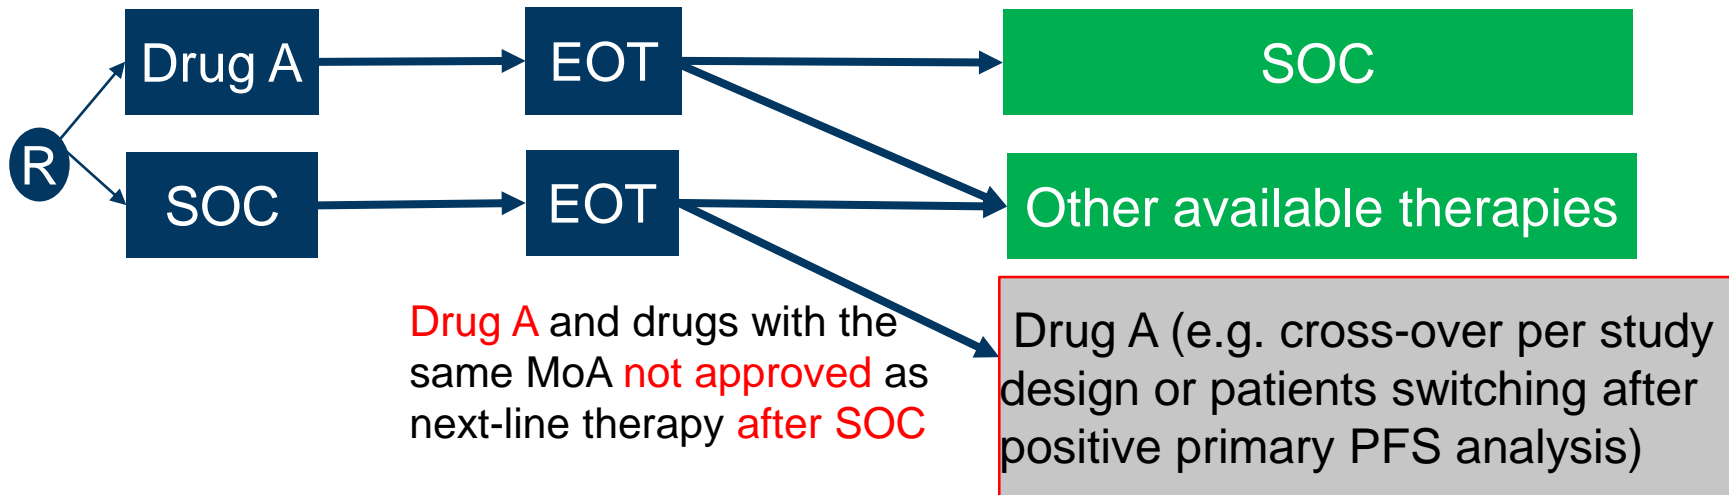 Drug A
EOT
SOC
R
SOC
EOT
Other available therapies
Drug A and drugs with the
same MoA not approved as
next-line therapy after SOC
Drug A (e.g. cross-over per study
design or patients switching after
positive primary PFS analysis)